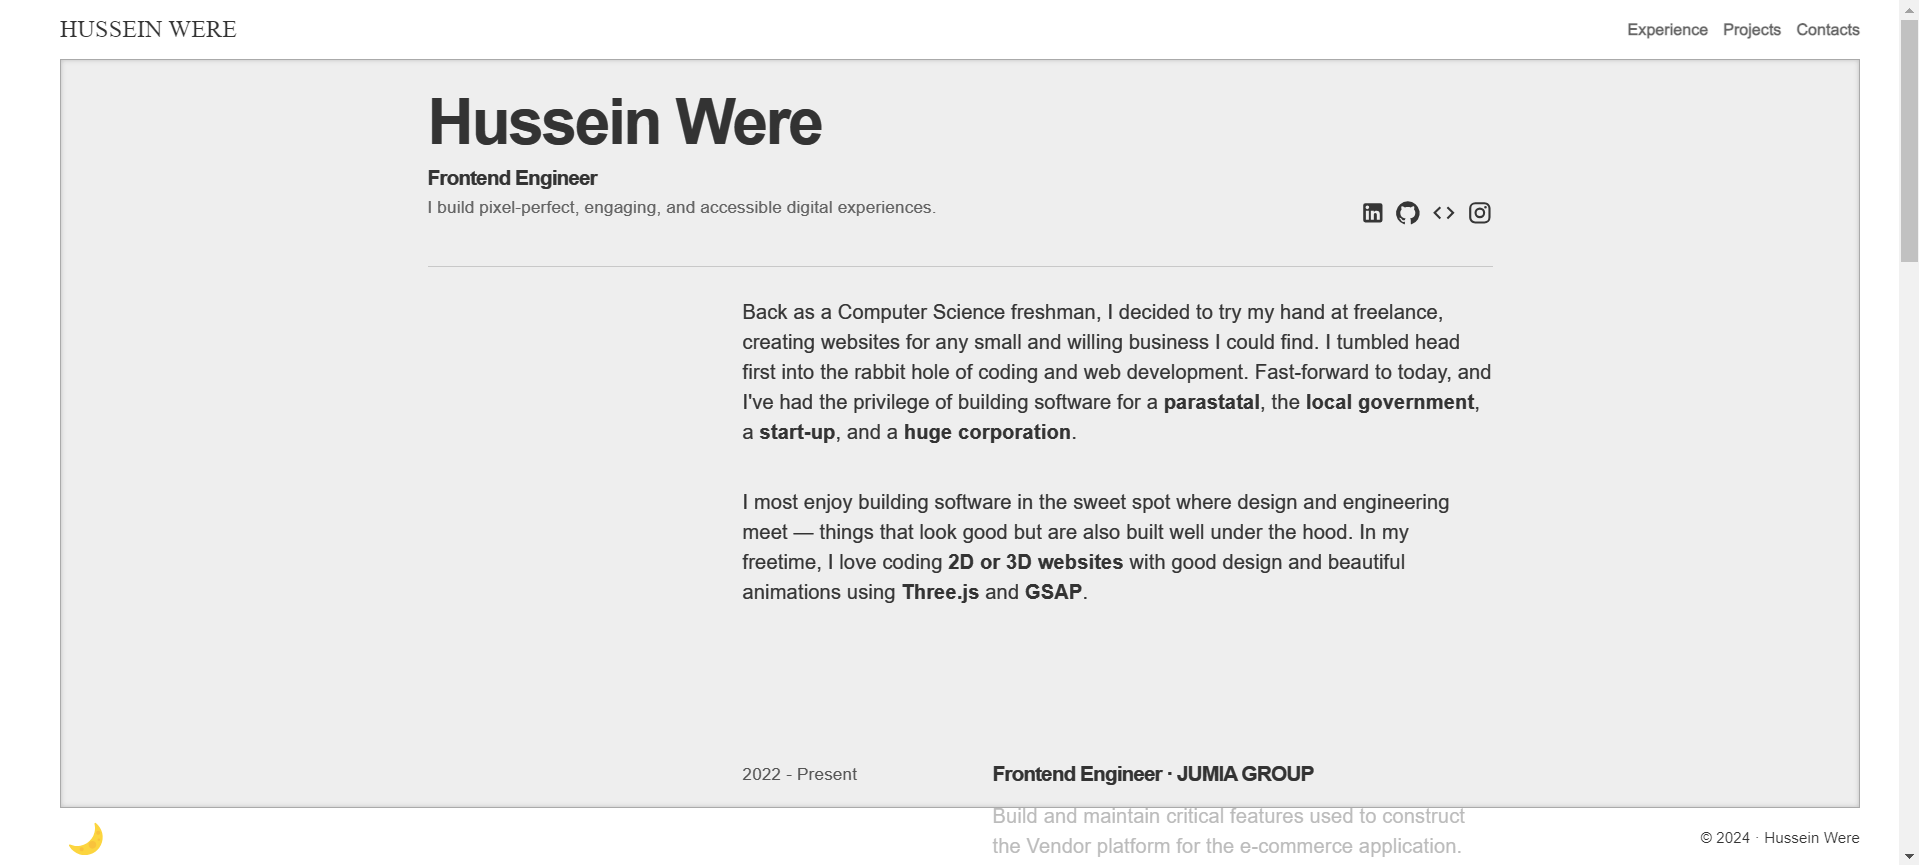 HUSSEIN WERE
Experience Projects Contacts
Hussein Were
Frontend Engineer
I build pixel-perfect, engaging, and accessible digital experiences.
Back as a Computer Science freshman, I decided to try my hand at freelance,
creating websites for any small and willing business I could find. I tumbled head
first into the rabbit hole of coding and web development. Fast-forward to today, and
I've had the privilege of building software for a parastatal, the local government,
a start-up, and a huge corporation.
I most enjoy building software in the sweet spot where design and engineering
meet — things that look good but are also built well under the hood. In my
freetime, I love coding 2D or 3D websites with good design and beautiful
animations using Three.js and GSAP.
2022 - Present
Frontend Engineer · JUMIA GROUP
Build and maintain critical features used to construct
the Vendor platform for the e-commerce application.
© 2024 · Hussein Were